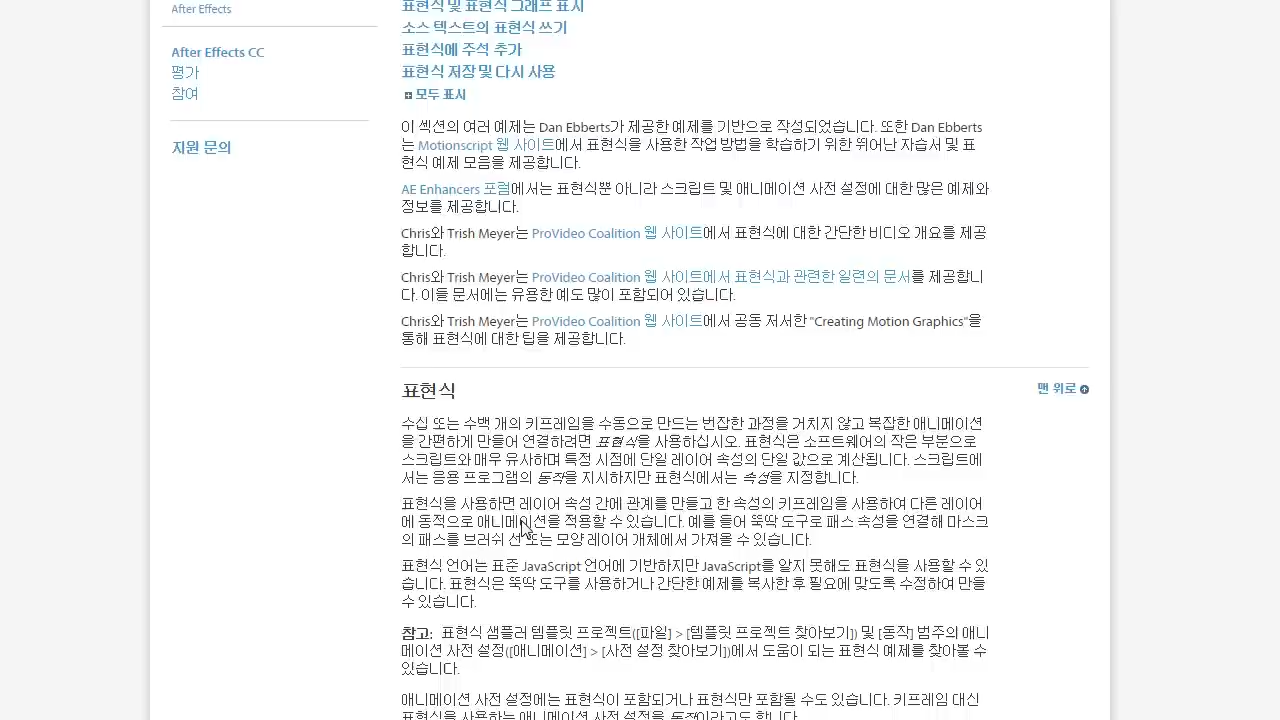 After Effects
After Effects CC
평가
참여
지원 문의
표현식 및 표현식 그래프 표시
소스 텍스트의 표현식 쓰기
표현식에 주석 추가
표현식 저장 및 다시 사용
모두 표시
이 섹션의 여러 예제는 Dan Ebberts가 제공한 예제를 기반으로 작성되었습니다. 또한 Dan Ebberts
는 Motionscript 웹 사이트에서 표현식을 사용한 작업 방법을 학습하기 위한 뛰어난 자습서 및 표
현식 예제 모음을 제공합니다.
AE Enhancers 포럼에서는 표현식뿐 아니라 스크립트 및 애니메이션 사전 설정에 대한 많은 예제와
정보를 제공합니다.
Chris와 Trish Meyer는 ProVideo Coalition 웹 사이트에서 표현식에 대한 간단한 비디오 개요를 제공
합니다.
Chris와 Trish Meyer는 ProVideo Coalition 웹 사이트에서 표현식과 관련한 일련의 문서를 제공합니
다. 이들 문서에는 유용한 예도 많이 포함되어 있습니다.
Chris와 Trish Meyer는 ProVideo Coalition 웹 사이트에서 공동 저서한 "Creating Motion Graphics"을
통해 표현식에 대한 팁을 제공합니다.
표현식
맨 위로
수십 또는 수백 개의 키프레임을 수동으로 만드는 번잡한 과정을 거치지 않고 복잡한 애니메이션
을 간편하게 만들어 연결하려면 표현식을 사용하십시오. 표현식은 소프트웨어의 작은 부분으로
스크립트와 매우 유사하며 특정 시점에 단일 레이어 속성의 단일 값으로 계산됩니다. 스크립트에
서는 응용 프로그램의 동작을 지시하지만 표현식에서는 속성을 지정합니다.
표현식을 사용하면 레이어 속성 간에 관계를 만들고 한 속성의 키프레임을 사용하여 다른 레이어
에 동적으로 애니메이션을 적용할 수 있습니다. 예를 들어 뚝딱 도구로 패스 속성을 연결해 마스크
의 패스를 브러쉬 선 또는 모양 레이어 개체에서 가져올 수 있습니다.
표현식 언어는 표준 JavaScript 언어에 기반하지만 JavaScript를 알지 못해도 표현식을 사용할 수 있
습니다. 표현식은 뚝딱 도구를 사용하거나 간단한 예제를 복사한 후 필요에 맞도록 수정하여 만들
수 있습니다.
참고: 표현식 샘플러 템플릿 프로젝트([파일] > [템플릿 프로젝트 찾아보기]) 및 [동작] 범주의 애니
메이션 사전 설정([애니메이션] > [사전 설정 찾아보기])에서 도움이 되는 표현식 예제를 찾아볼 수
있습니다.
애니메이션 사전 설정에는 표현식이 포함되거나 표현식만 포함될 수도 있습니다. 키프레임 대신
표현식을 사용하는 애니메이션 사전 설정을 동작이라고도 합니다.